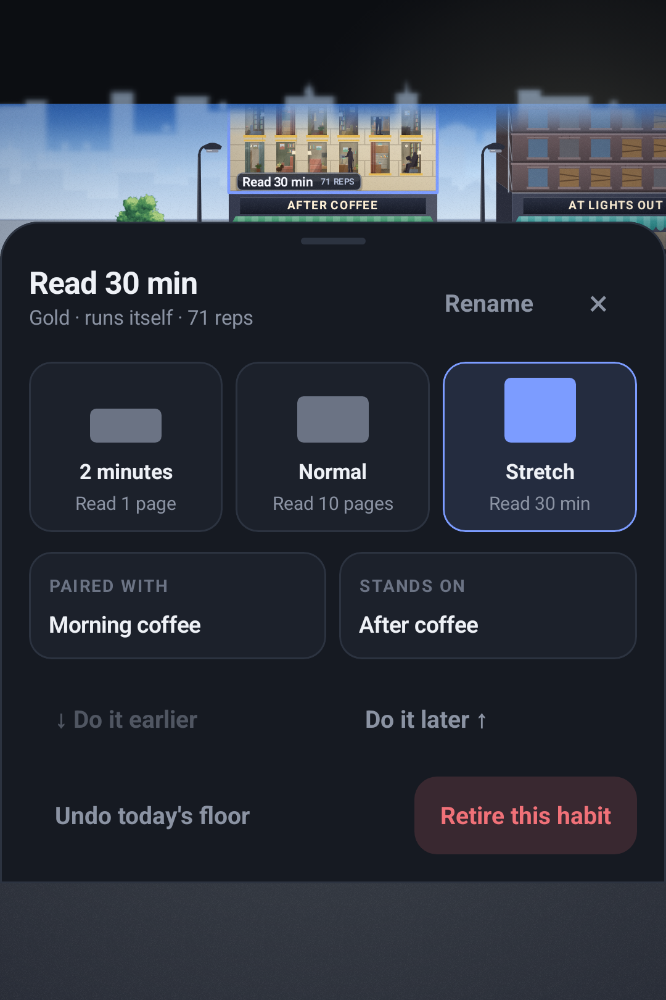 Read 30 min 71 REPS
AFTER COFFEE
AT LIGHTS OUT
Read 30 min
Gold · runs itself · 71 reps
Rename
×
2 minutes
Read 1 page
Normal
Read 10 pages
Stretch
Read 30 min
PAIRED WITH
Morning coffee
STANDS ON
After coffee
↓ Do it earlier
Do it later ↑
Undo today's floor
Retire this habit